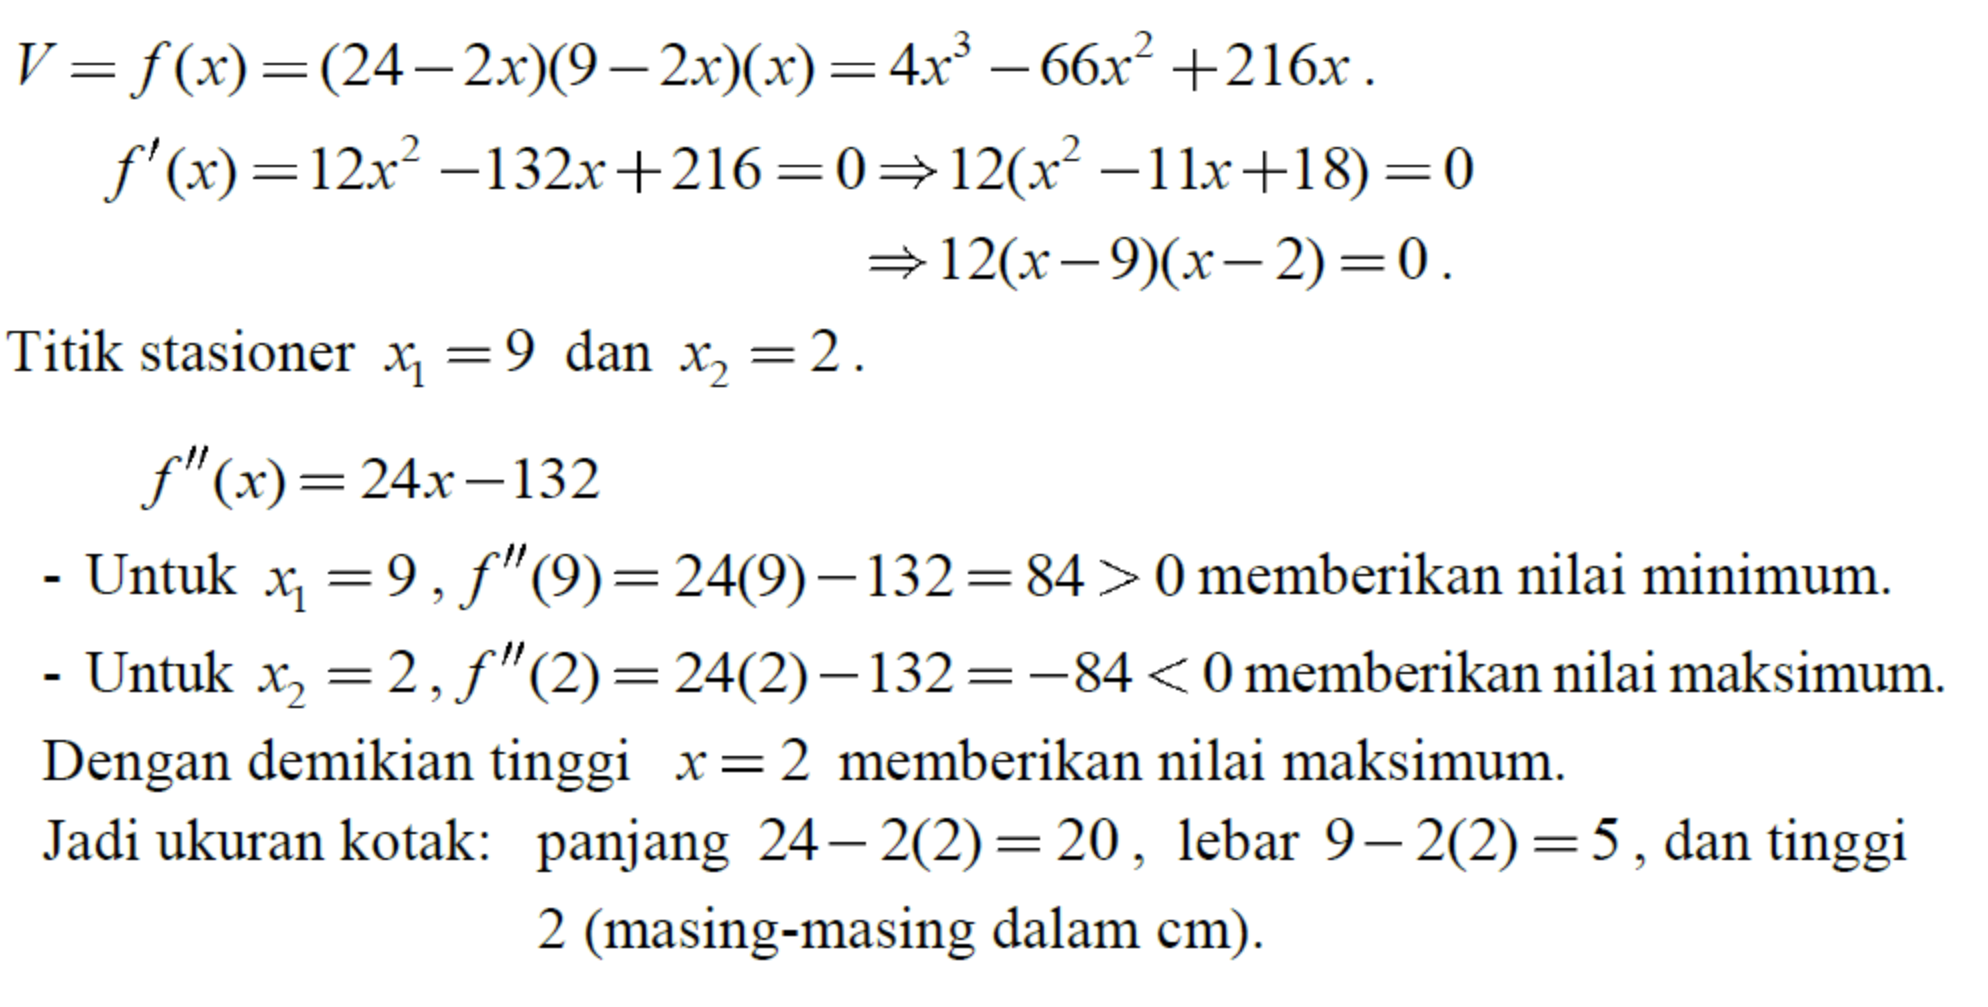 V = f(x) = (24 − 2x)(9 − 2x)(x) = 4x³ − 66x² + 216x.
f′(x) = 12x² − 132x + 216 = 0 ⇒ 12(x² − 11x + 18) = 0
⇒ 12(x − 9)(x − 2) = 0.
Titik stasioner x₁ = 9 dan x₂ = 2.
f″(x) = 24x − 132
- Untuk x₁ = 9, f″(9) = 24(9) − 132 = 84 > 0 memberikan nilai minimum.
- Untuk x₂ = 2, f″(2) = 24(2) − 132 = −84 < 0 memberikan nilai maksimum.
Dengan demikian tinggi x = 2 memberikan nilai maksimum.
Jadi ukuran kotak: panjang 24 − 2(2) = 20, lebar 9 − 2(2) = 5, dan tinggi
2 (masing-masing dalam cm).